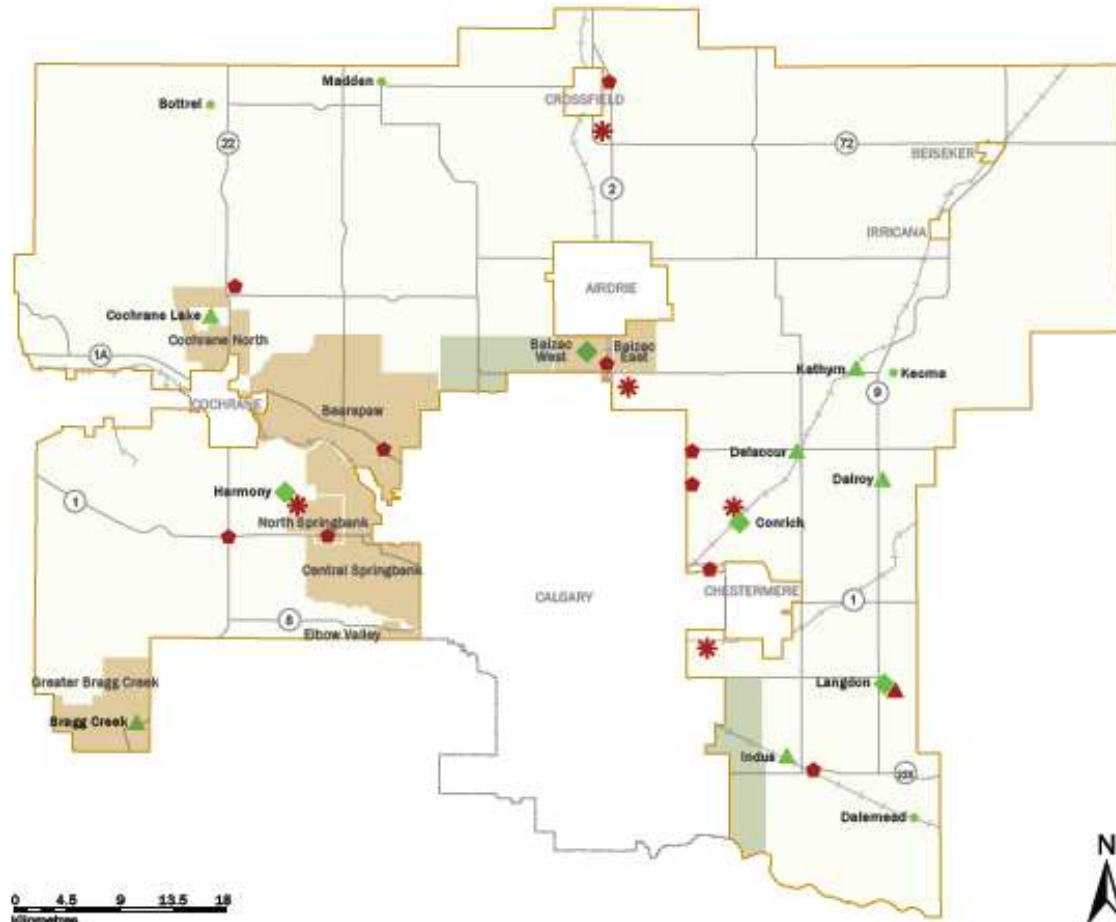 Madden
Bottrel
CROSSFIELD
22
72
BEISEKER
2
IRRICANA
AIRDRIE
Cochrane Lake
Cochrane North
Balzac
West
Balzac
East
1A
Kathyrn
Keoma
9
COCHRANE
Bearspaw
Delacour
Dalroy
Harmony
1
North Springbank
Conrich
Central Springbank
CALGARY
CHESTERMERE
1
8
Elbow Valley
Greater Bragg Creek
Langdon
Bragg Creek
Indus
Dalemead
N
0 4.5 9 13.5 18
Kilometres